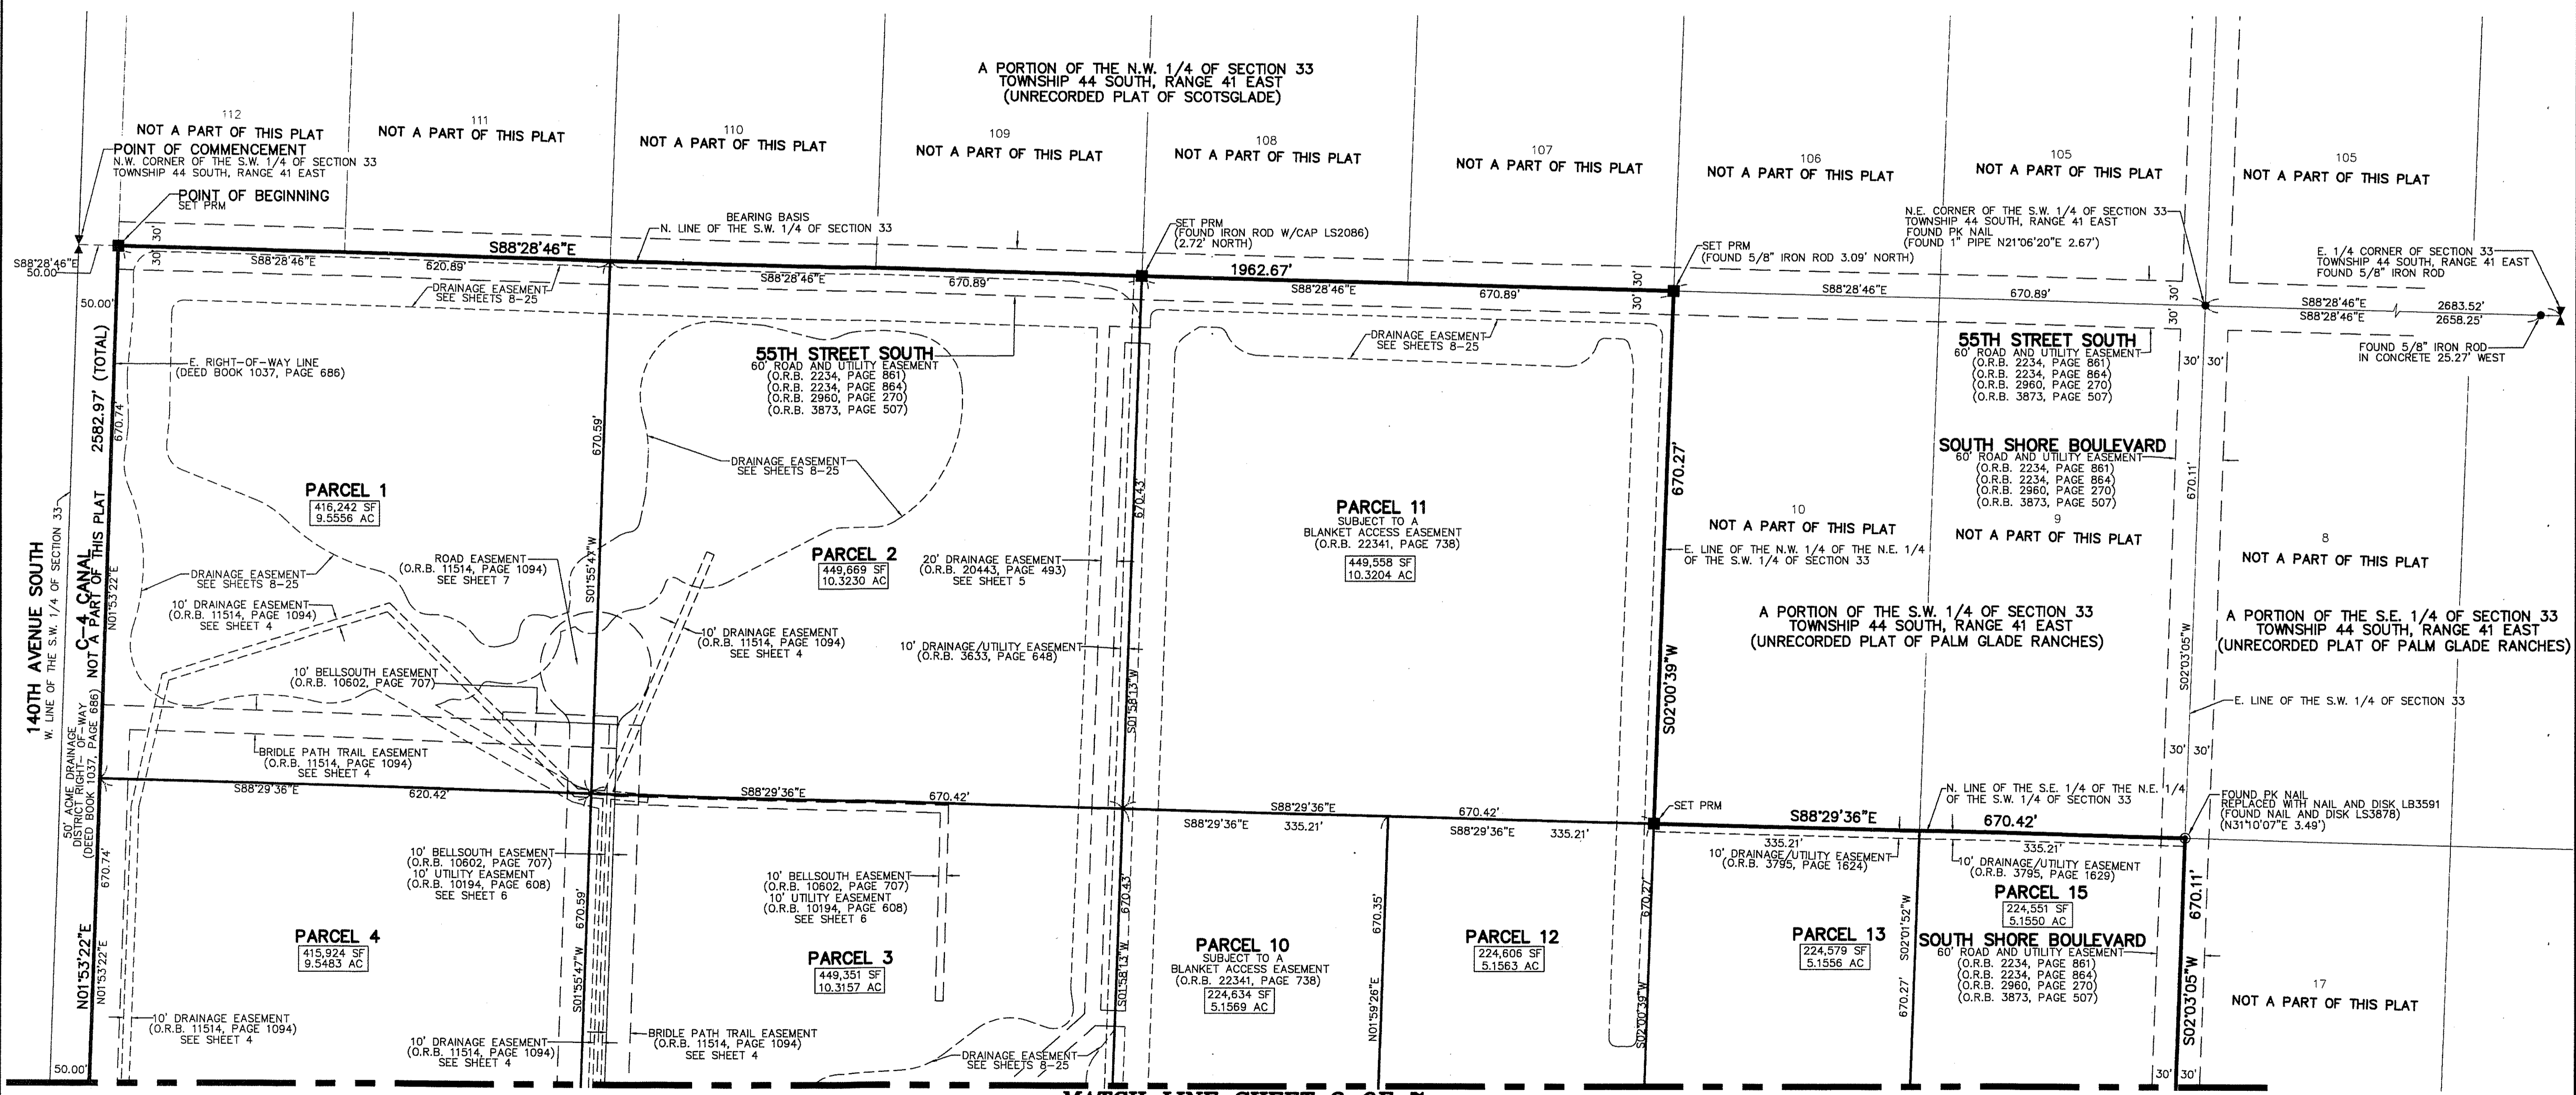 A PORTION OF THE N.W. 1/4 OF SECTION 33
TOWNSHIP 44 SOUTH, RANGE 41 EAST
(UNRECORDED PLAT OF SCOTSGLADE)
112
NOT A PART OF THIS PLAT
111
NOT A PART OF THIS PLAT
110
NOT A PART OF THIS PLAT
109
NOT A PART OF THIS PLAT
108
NOT A PART OF THIS PLAT
107
NOT A PART OF THIS PLAT
106
NOT A PART OF THIS PLAT
105
NOT A PART OF THIS PLAT
105
NOT A PART OF THIS PLAT
POINT OF COMMENCEMENT
N.W. CORNER OF THE S.W. 1/4 OF SECTION 33
TOWNSHIP 44 SOUTH, RANGE 41 EAST
POINT OF BEGINNING
SET PRM
BEARING BASIS
N. LINE OF THE S.W. 1/4 OF SECTION 33
SET PRM
(FOUND IRON ROD W/CAP LS2086)
(2.72' NORTH)
SET PRM
(FOUND 5/8" IRON ROD 3.09' NORTH)
N.E. CORNER OF THE S.W. 1/4 OF SECTION 33
TOWNSHIP 44 SOUTH, RANGE 41 EAST
FOUND PK NAIL
(FOUND 1" PIPE N21°06'20"E 2.67')
E. 1/4 CORNER OF SECTION 33
TOWNSHIP 44 SOUTH, RANGE 41 EAST
FOUND 5/8" IRON ROD
30'
30'
S88°28'46"E
50.00'
S88°28'46"E
1962.67'
S88°28'46"E
620.89'
S88°28'46"E
670.89'
S88°28'46"E
670.89'
30'
30'
S88°28'46"E
670.89'
30'
30'
S88°28'46"E
2683.52'
S88°28'46"E
2658.25'
FOUND 5/8" IRON ROD
IN CONCRETE 25.27' WEST
DRAINAGE EASEMENT
SEE SHEETS 8-25
50.00'
E. RIGHT-OF-WAY LINE
(DEED BOOK 1037, PAGE 686)
2582.97' (TOTAL)
670.74'
670.59'
55TH STREET SOUTH
60' ROAD AND UTILITY EASEMENT
(O.R.B. 2234, PAGE 861)
(O.R.B. 2234, PAGE 864)
(O.R.B. 2960, PAGE 270)
(O.R.B. 3873, PAGE 507)
DRAINAGE EASEMENT
SEE SHEETS 8-25
55TH STREET SOUTH
60' ROAD AND UTILITY EASEMENT
(O.R.B. 2234, PAGE 861)
(O.R.B. 2234, PAGE 864)
(O.R.B. 2960, PAGE 270)
(O.R.B. 3873, PAGE 507)
30'
30'
DRAINAGE EASEMENT
SEE SHEETS 8-25
670.43'
670.27'
670.11'
SOUTH SHORE BOULEVARD
60' ROAD AND UTILITY EASEMENT
(O.R.B. 2234, PAGE 861)
(O.R.B. 2234, PAGE 864)
(O.R.B. 2960, PAGE 270)
(O.R.B. 3873, PAGE 507)
PARCEL 1
416,242 SF
9.5556 AC
PARCEL 11
SUBJECT TO A
BLANKET ACCESS EASEMENT
(O.R.B. 22341, PAGE 738)
449,558 SF
10.3204 AC
10
NOT A PART OF THIS PLAT
9
NOT A PART OF THIS PLAT
8
NOT A PART OF THIS PLAT
140TH AVENUE SOUTH
W. LINE OF THE S.W. 1/4 OF SECTION 33
C-4 CANAL
NOT A PART OF THIS PLAT
50' ACME DRAINAGE
DISTRICT RIGHT-OF-WAY
(DEED BOOK 1037, PAGE 686)
N01°53'22"E
S01°55'47"W
ROAD EASEMENT
(O.R.B. 11514, PAGE 1094)
SEE SHEET 7
PARCEL 2
449,669 SF
10.3230 AC
20' DRAINAGE EASEMENT
(O.R.B. 20443, PAGE 493)
SEE SHEET 5
E. LINE OF THE N.W. 1/4 OF THE N.E. 1/4
OF THE S.W. 1/4 OF SECTION 33
DRAINAGE EASEMENT
SEE SHEETS 8-25
10' DRAINAGE EASEMENT
(O.R.B. 11514, PAGE 1094)
SEE SHEET 4
10' DRAINAGE EASEMENT
(O.R.B. 11514, PAGE 1094)
SEE SHEET 4
10' DRAINAGE/UTILITY EASEMENT
(O.R.B. 3633, PAGE 648)
A PORTION OF THE S.W. 1/4 OF SECTION 33
TOWNSHIP 44 SOUTH, RANGE 41 EAST
(UNRECORDED PLAT OF PALM GLADE RANCHES)
A PORTION OF THE S.E. 1/4 OF SECTION 33
TOWNSHIP 44 SOUTH, RANGE 41 EAST
(UNRECORDED PLAT OF PALM GLADE RANCHES)
10' BELLSOUTH EASEMENT
(O.R.B. 10602, PAGE 707)
S01°58'13"W
S02°00'39"W
S02°03'05"W
E. LINE OF THE S.W. 1/4 OF SECTION 33
30'
30'
BRIDLE PATH TRAIL EASEMENT
(O.R.B. 11514, PAGE 1094)
SEE SHEET 4
S88°29'36"E
620.42'
S88°29'36"E
670.42'
S88°29'36"E
670.42'
S88°29'36"E
335.21'
S88°29'36"E
335.21'
SET PRM
S88°29'36"E
670.42'
N. LINE OF THE S.E. 1/4 OF THE N.E. 1/4
OF THE S.W. 1/4 OF SECTION 33
FOUND PK NAIL
REPLACED WITH NAIL AND DISK LB3591
(FOUND NAIL AND DISK LS3878)
(N31°10'07"E 3.49')
335.21'
10' DRAINAGE/UTILITY EASEMENT
(O.R.B. 3795, PAGE 1624)
335.21'
10' DRAINAGE/UTILITY EASEMENT
(O.R.B. 3795, PAGE 1629)
670.74'
10' BELLSOUTH EASEMENT
(O.R.B. 10602, PAGE 707)
10' UTILITY EASEMENT
(O.R.B. 10194, PAGE 608)
SEE SHEET 6
670.59'
10' BELLSOUTH EASEMENT
(O.R.B. 10602, PAGE 707)
10' UTILITY EASEMENT
(O.R.B. 10194, PAGE 608)
SEE SHEET 6
670.43'
670.35'
670.27'
PARCEL 15
224,551 SF
5.1550 AC
670.11'
PARCEL 4
415,924 SF
9.5483 AC
PARCEL 3
449,351 SF
10.3157 AC
PARCEL 10
SUBJECT TO A
BLANKET ACCESS EASEMENT
(O.R.B. 22341, PAGE 738)
224,634 SF
5.1569 AC
PARCEL 12
224,606 SF
5.1563 AC
PARCEL 13
224,579 SF
5.1556 AC
S02°01'52"W
670.27'
SOUTH SHORE BOULEVARD
60' ROAD AND UTILITY EASEMENT
(O.R.B. 2234, PAGE 861)
(O.R.B. 2234, PAGE 864)
(O.R.B. 2960, PAGE 270)
(O.R.B. 3873, PAGE 507)
17
NOT A PART OF THIS PLAT
N01°53'22"E
N01°53'22"E
S01°55'47"W
S01°58'13"W
N01°59'26"E
S02°00'39"W
S02°03'05"W
10' DRAINAGE EASEMENT
(O.R.B. 11514, PAGE 1094)
SEE SHEET 4
10' DRAINAGE EASEMENT
(O.R.B. 11514, PAGE 1094)
SEE SHEET 4
BRIDLE PATH TRAIL EASEMENT
(O.R.B. 11514, PAGE 1094)
SEE SHEET 4
DRAINAGE EASEMENT
SEE SHEETS 8-25
50.00'
30'
30'
MATCH LINE SHEET